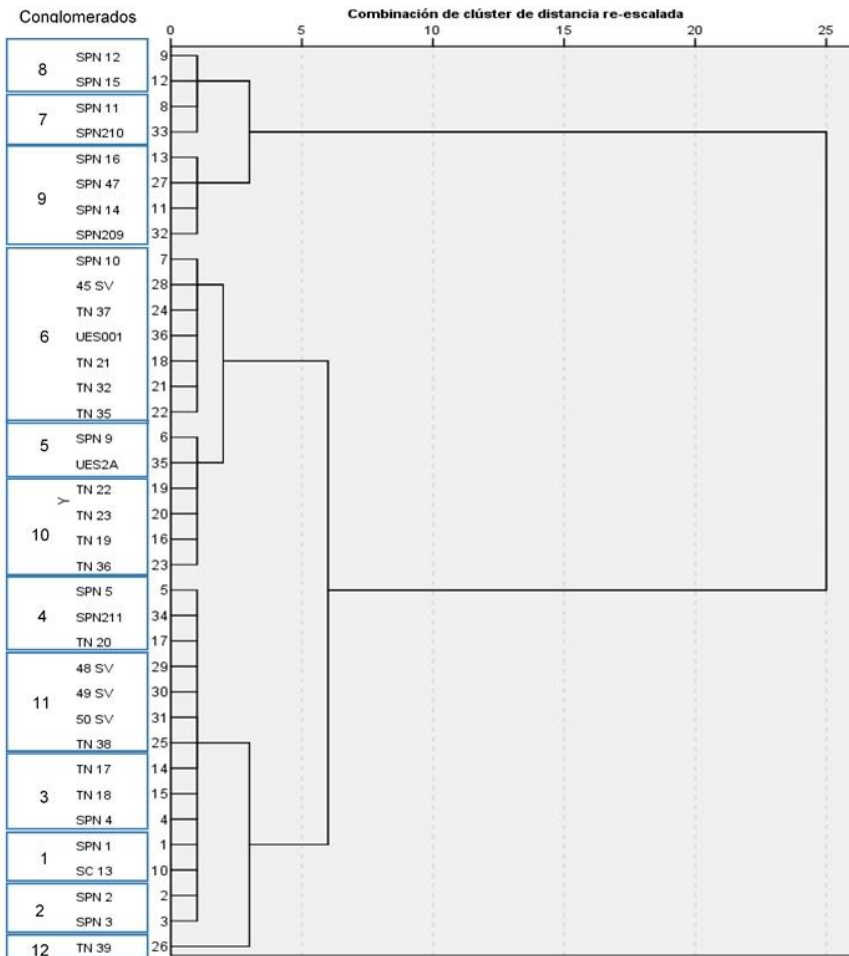 Conglomerados
Combinación de clúster de distancia re-escalada
0 5 10 15 20 25
8
SPN 12 9
SPN 15 12
7
SPN 11 8
SPN210 33
9
SPN 16 13
SPN 47 27
SPN 14 11
SPN209 32
6
SPN 10 7
45 SV 28
TN 37 24
UES001 36
TN 21 18
TN 32 21
TN 35 22
5
SPN 9 6
UES2A 35
10
Y
TN 22 19
TN 23 20
TN 19 16
TN 36 23
4
SPN 5 5
SPN211 34
TN 20 17
11
48 SV 29
49 SV 30
50 SV 31
TN 38 25
3
TN 17 14
TN 18 15
SPN 4 4
1
SPN 1 1
SC 13 10
2
SPN 2 2
SPN 3 3
12
TN 39 26